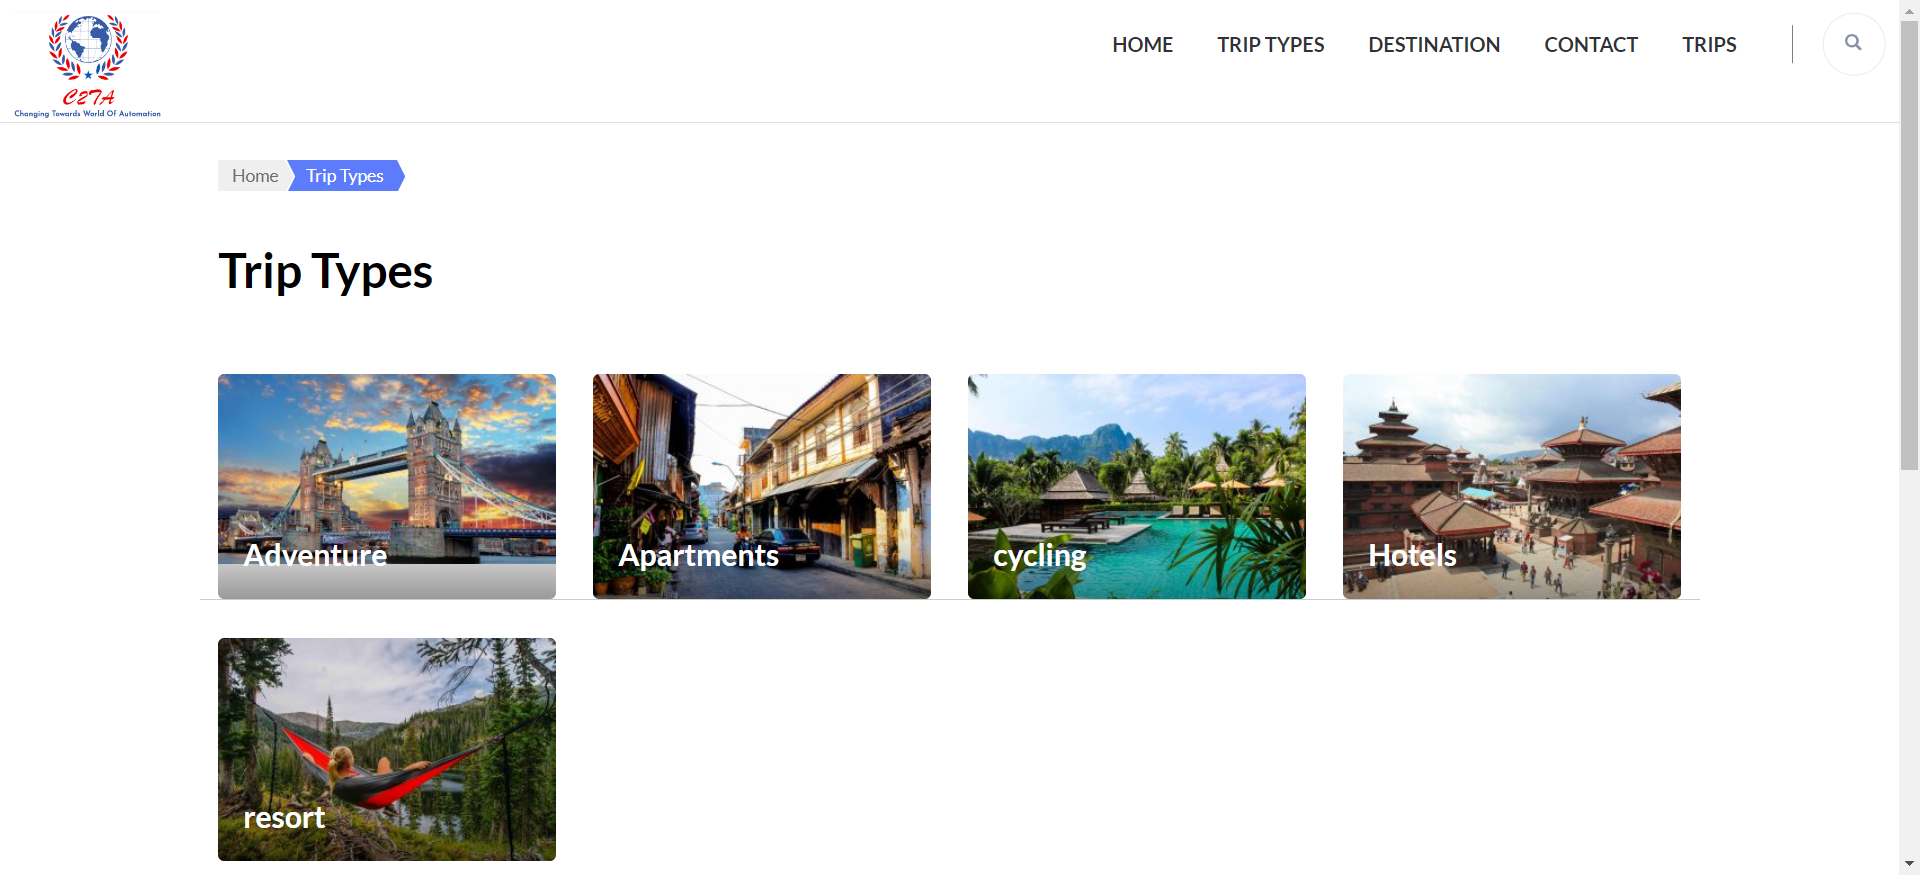 C2TA
Changing Towards World Of Automation
HOME
TRIP TYPES
DESTINATION
CONTACT
TRIPS
Home
Trip Types
Trip Types
Adventure
Apartments
cycling
Hotels
resort